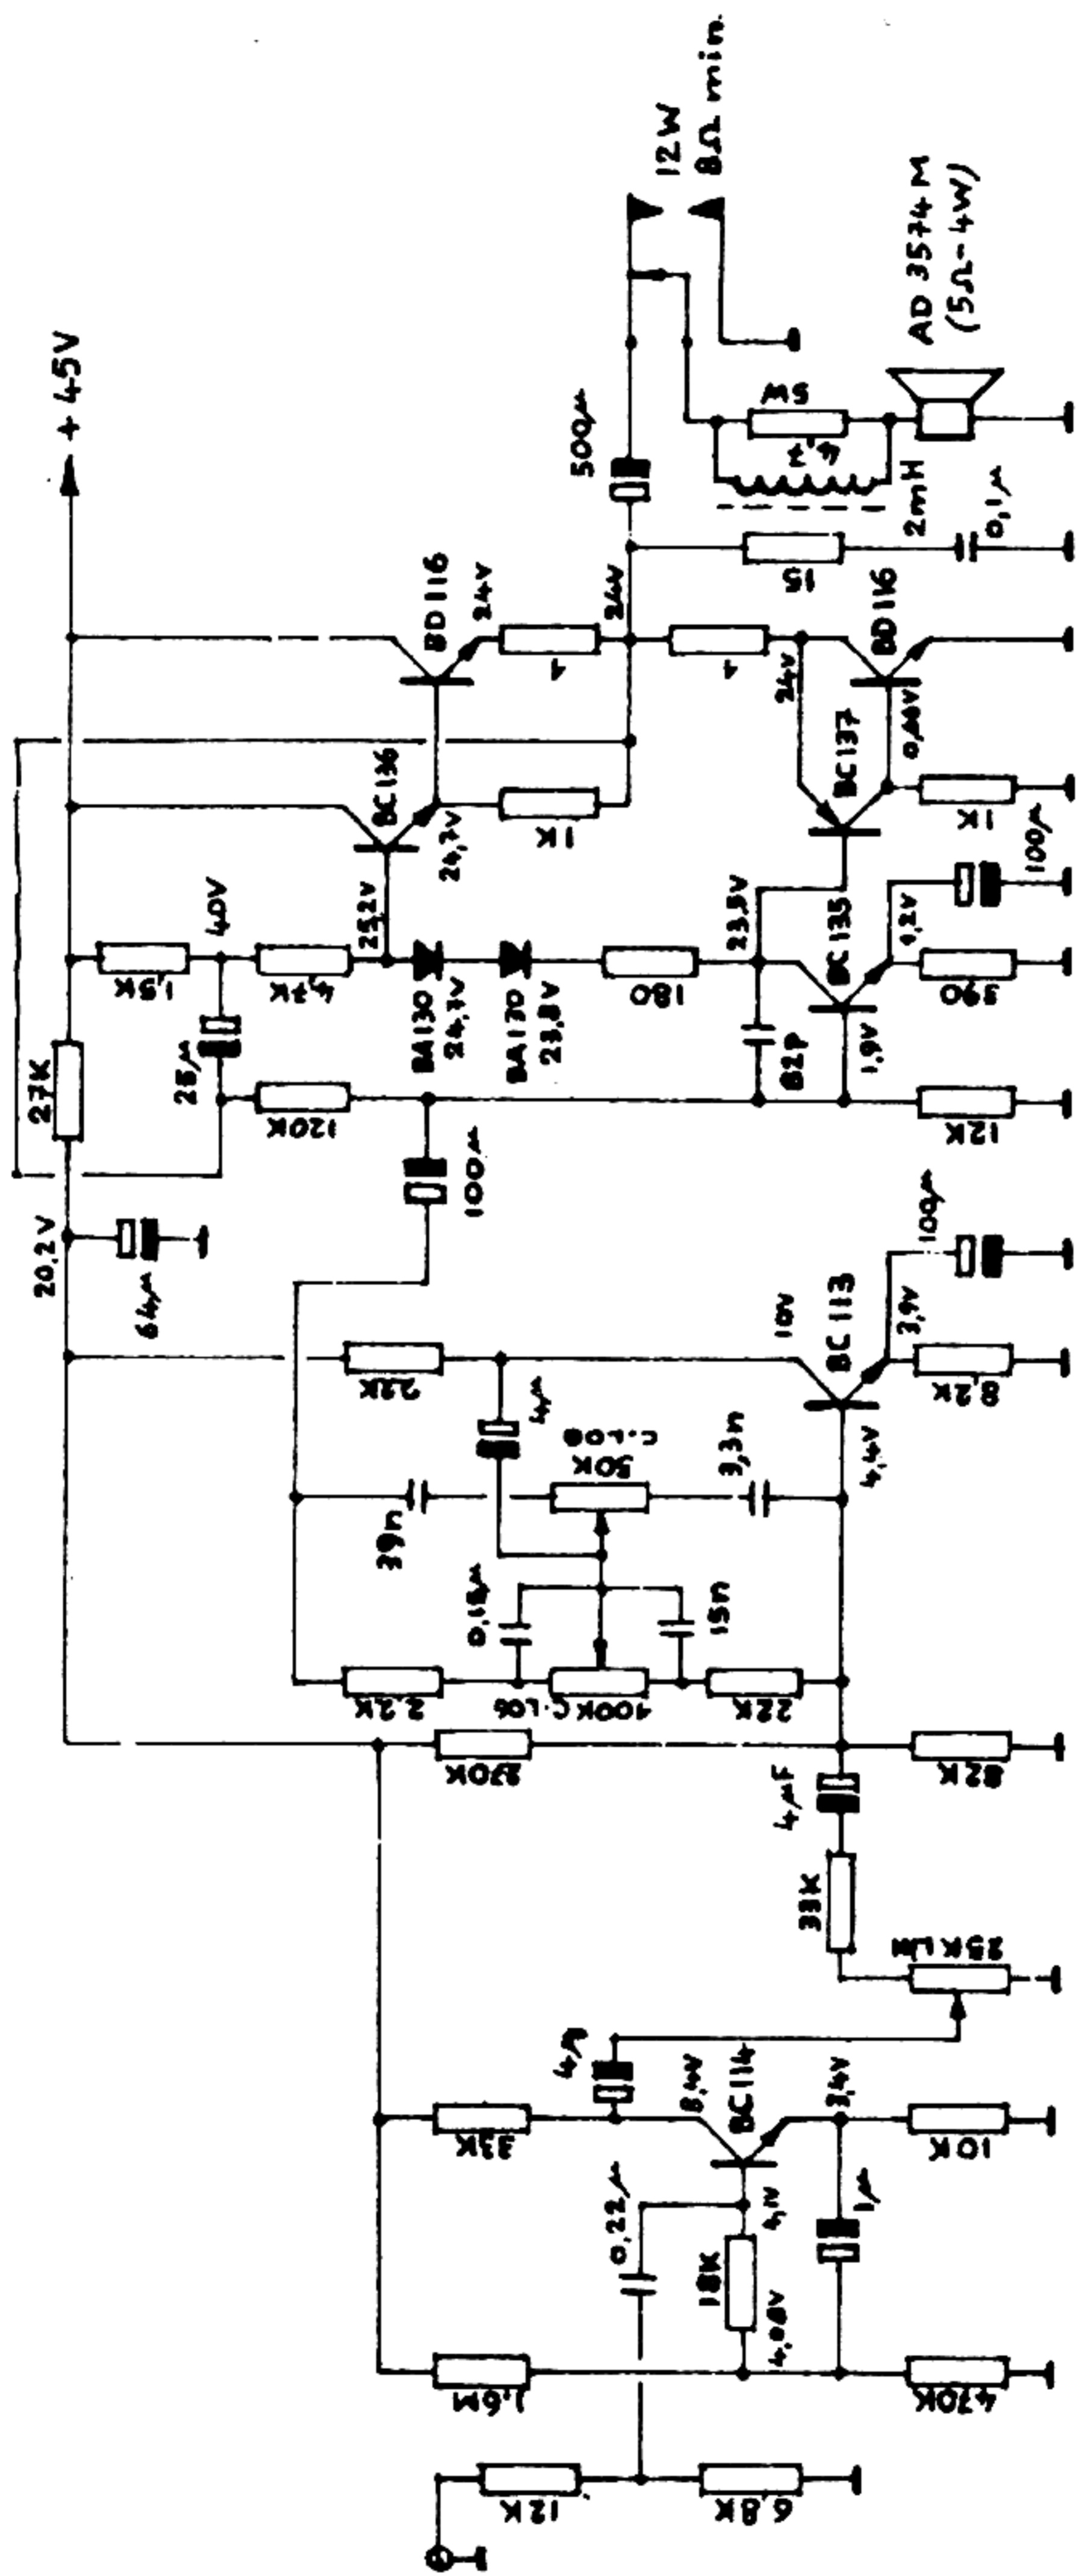 12K
6,8K
1,6M
470K
0,22µ
18K
4,08V
4,1V
1µ
33K
4µ
8,4V
BC114
3,4V
10K
25K LIN
33K
4µF
270K
82K
2,2K
100K C.LOG
22K
0,15µ
15n
39n
50K
C.LOG
3,3n
4µ
22K
10V
BC113
4,4V
3,9V
8,2K
100µ
20,2V
64µ
27K
100µ
25µ
120K
12K
1,5K
40V
4,7K
25,2V
BA130
24,7V
BA130
23,8V
180
23,5V
82p
BC135
1,9V
1,2V
390
100µ
BC136
24,7V
1K
BC137
1K
BD116
24V
24V
24V
BD116
+45V
500µ
15
0,1µ
2mH
5W
AD 3574 M
(5Ω-4W)
12W
8Ω min.